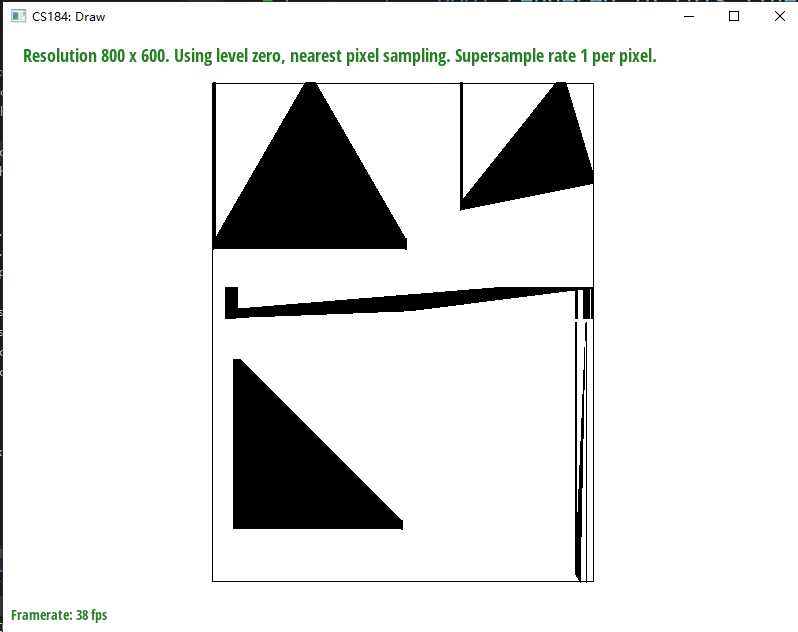 CS184: Draw
Resolution 800 x 600. Using level zero, nearest pixel sampling. Supersample rate 1 per pixel.
Framerate: 38 fps